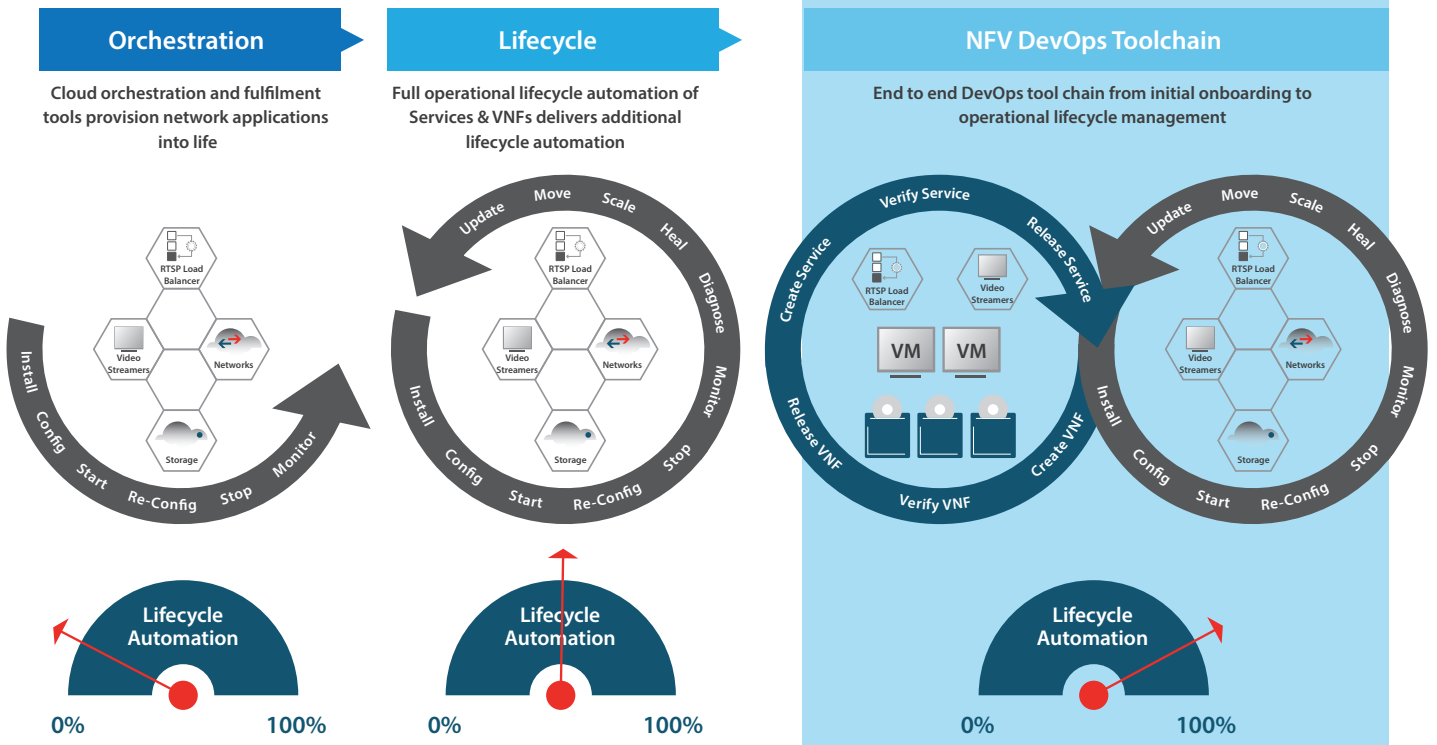 Orchestration
Cloud orchestration and fulfilment
tools provision network applications
into life
RTSP Load
Balancer
Video
Streamers
Networks
Storage
Install
Config
Start
Re-Config
Stop
Monitor
Lifecycle
Automation
0%
100%
Lifecycle
Full operational lifecycle automation of
Services & VNFs delivers additional
lifecycle automation
Update
Move
Scale
Heal
Diagnose
Monitor
Stop
Re-Config
Start
Config
Install
RTSP Load
Balancer
Video
Streamers
Networks
Storage
Lifecycle
Automation
0%
100%
NFV DevOps Toolchain
End to end DevOps tool chain from initial onboarding to
operational lifecycle management
Create VNF
Verify VNF
Release VNF
Create Service
Verify Service
Release Service
RTSP Load
Balancer
Video
Streamers
VM
VM
Update
Move
Scale
Heal
Diagnose
Monitor
Stop
Re-Config
Start
Config
Install
RTSP Load
Balancer
Video
Streamers
Networks
Storage
Lifecycle
Automation
0%
100%